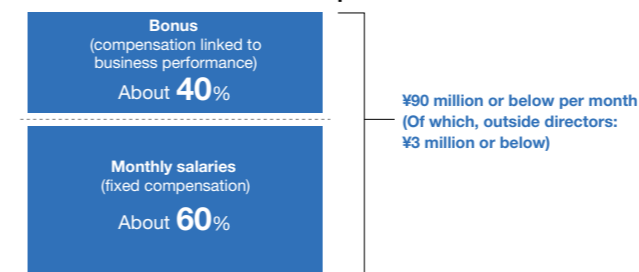 Bonus
(compensation linked to
business performance)
About 40%
Monthly salaries
(fixed compensation)
About 60%
¥90 million or below per month
(Of which, outside directors:
¥3 million or below)